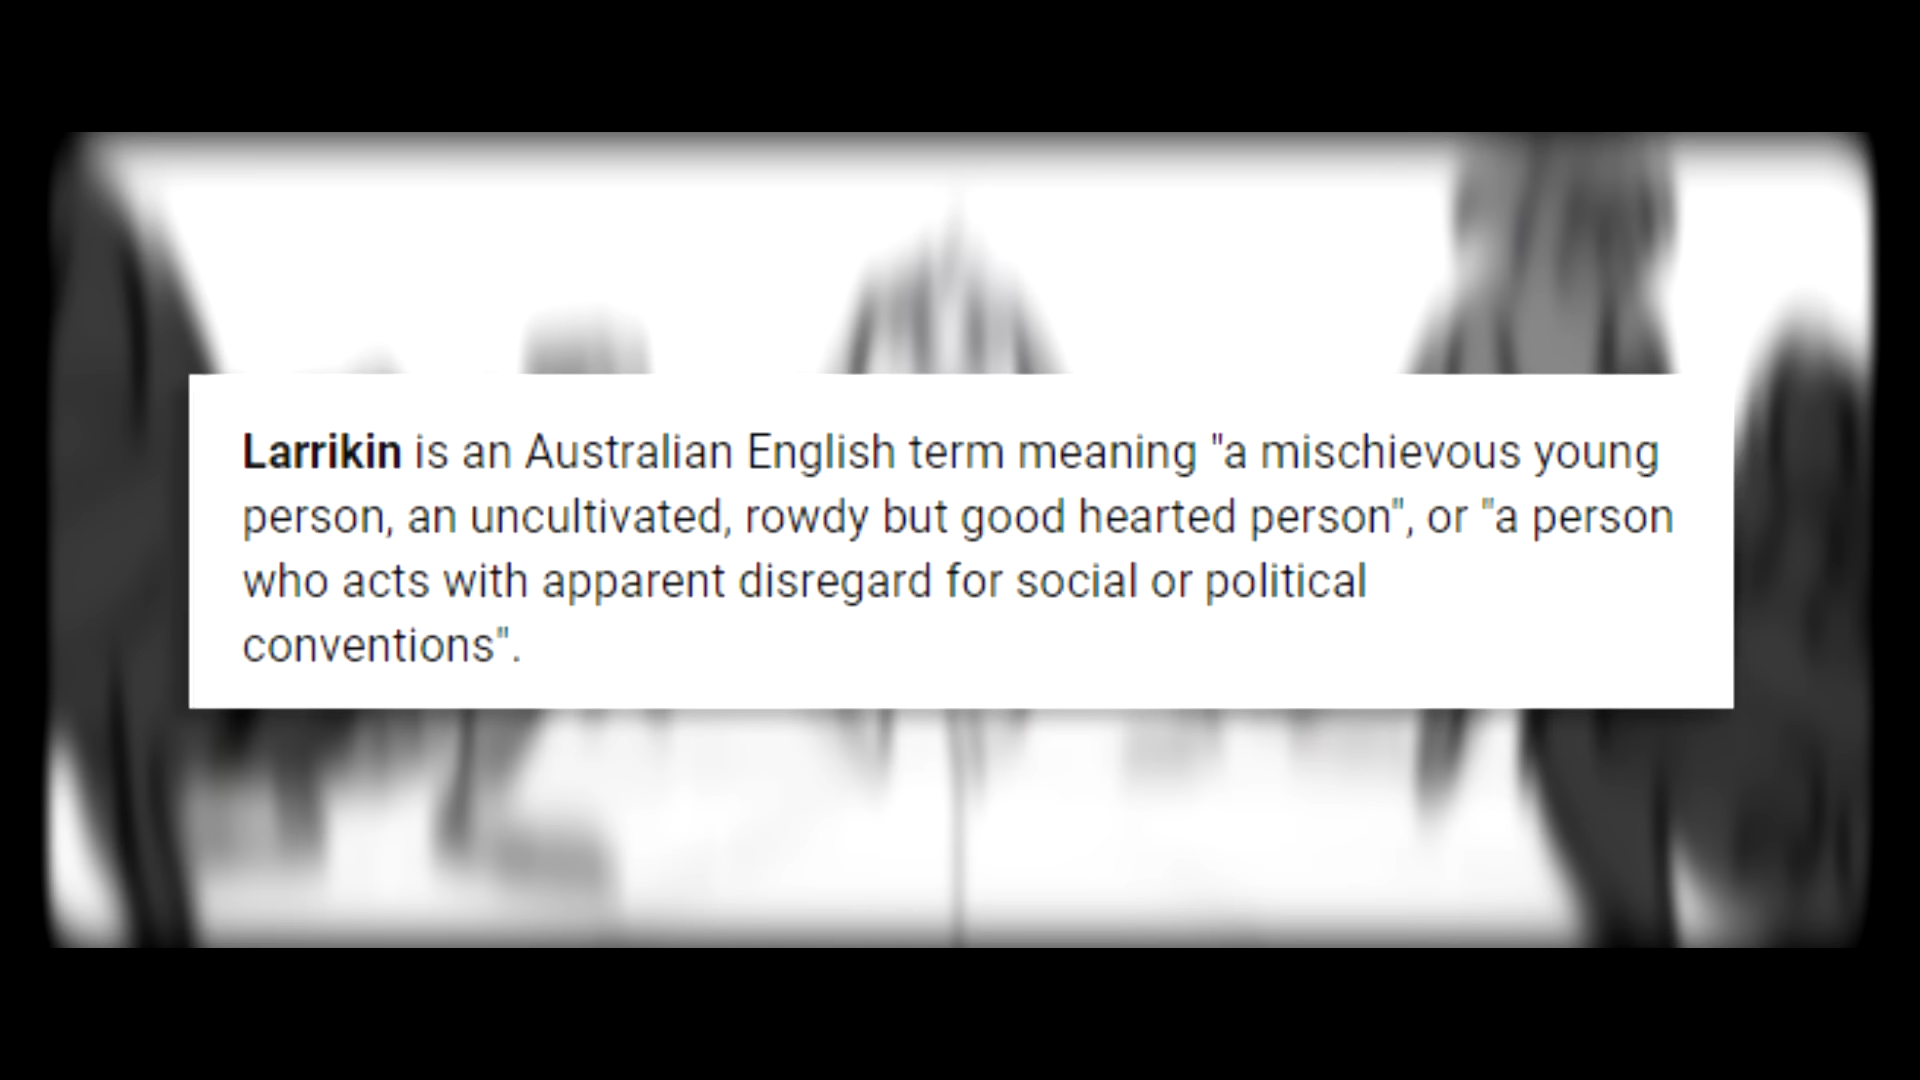 Larrikin is an Australian English term meaning "a mischievous young
person, an uncultivated, rowdy but good hearted person", or "a person
who acts with apparent disregard for social or political
conventions".